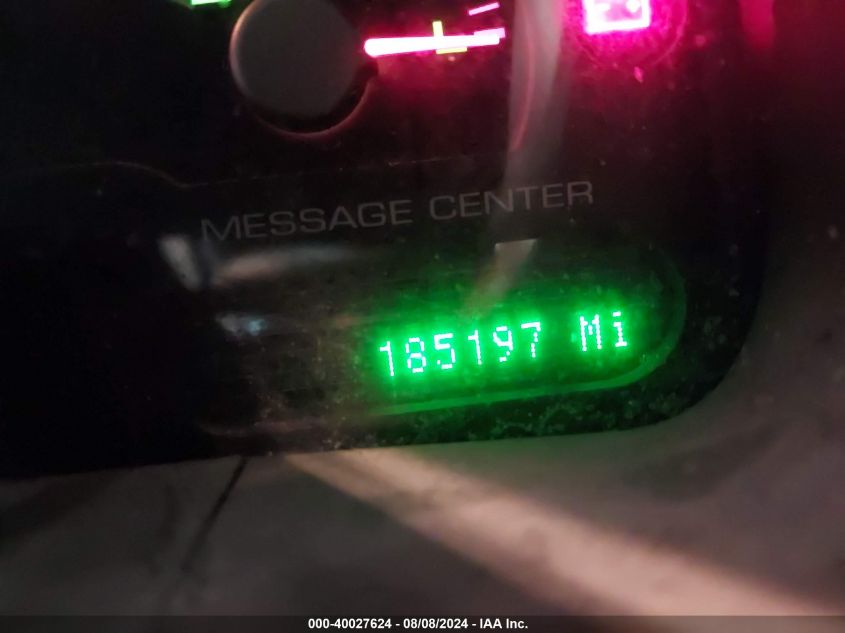 MESSAGE CENTER
185197 Mi
000-40027624 - 08/08/2024 - IAA Inc.